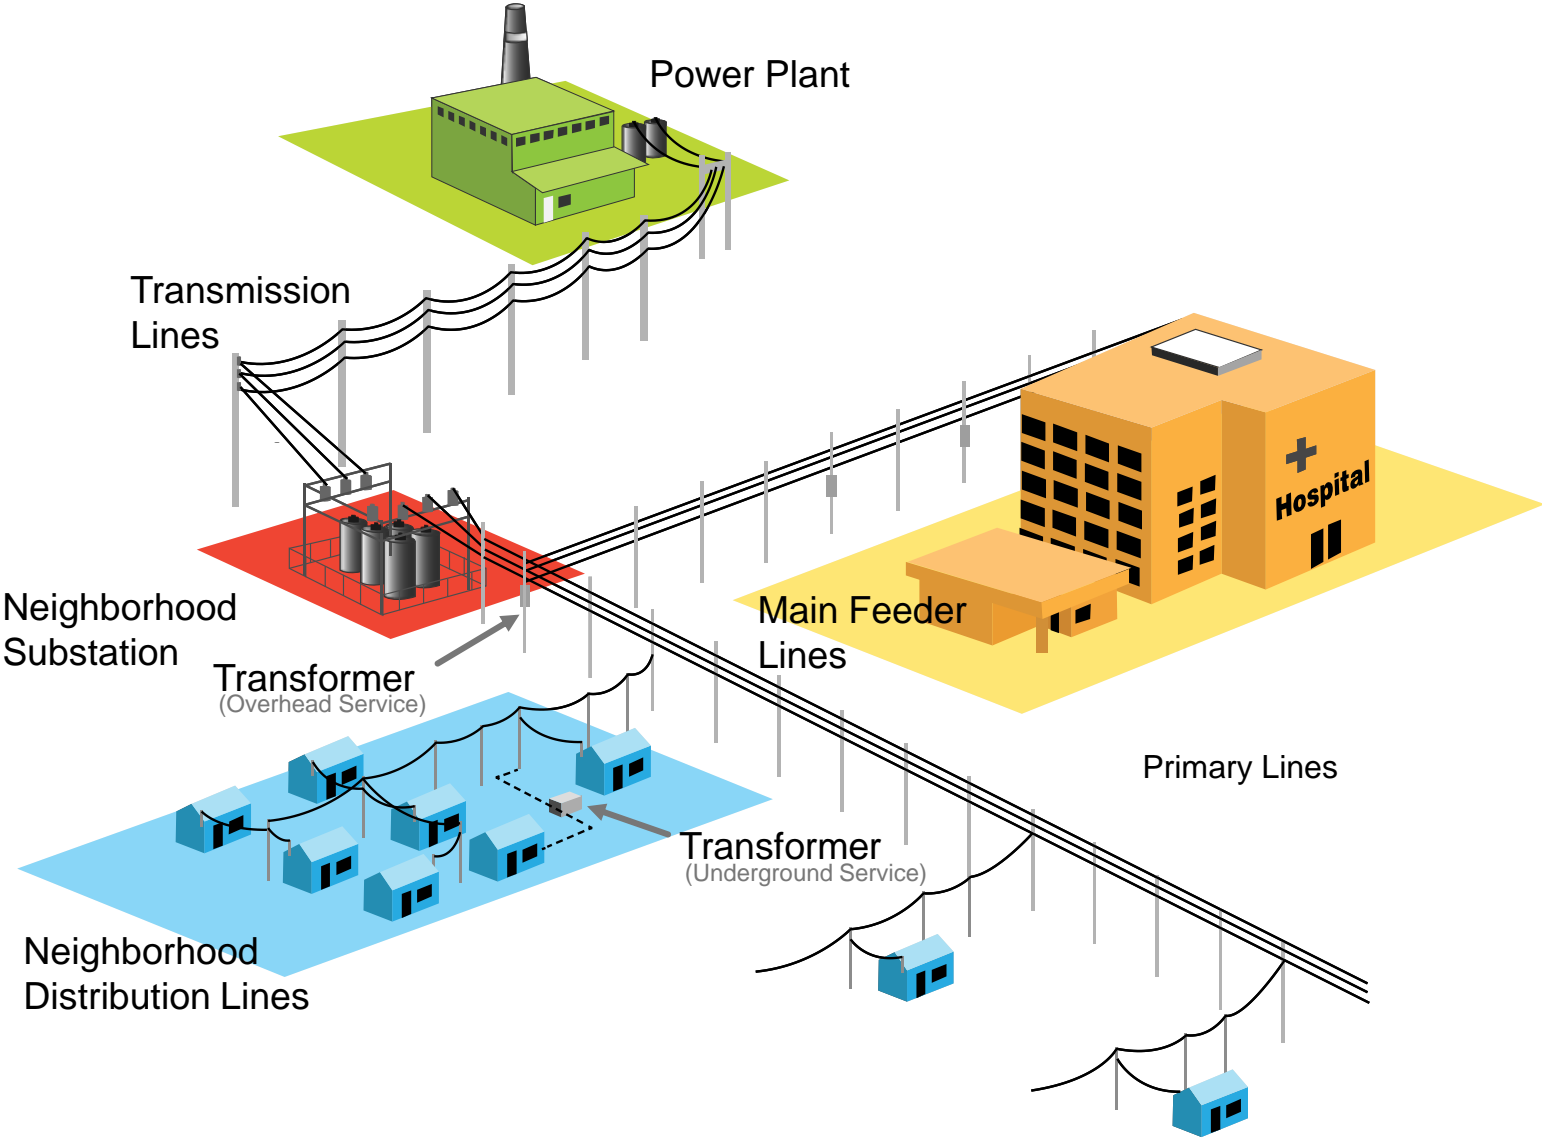 Power Plant
Transmission
Lines
Hospital
Neighborhood
Substation
Main Feeder
Lines
Transformer
(Overhead Service)
Primary Lines
Transformer
(Underground Service)
Neighborhood
Distribution Lines